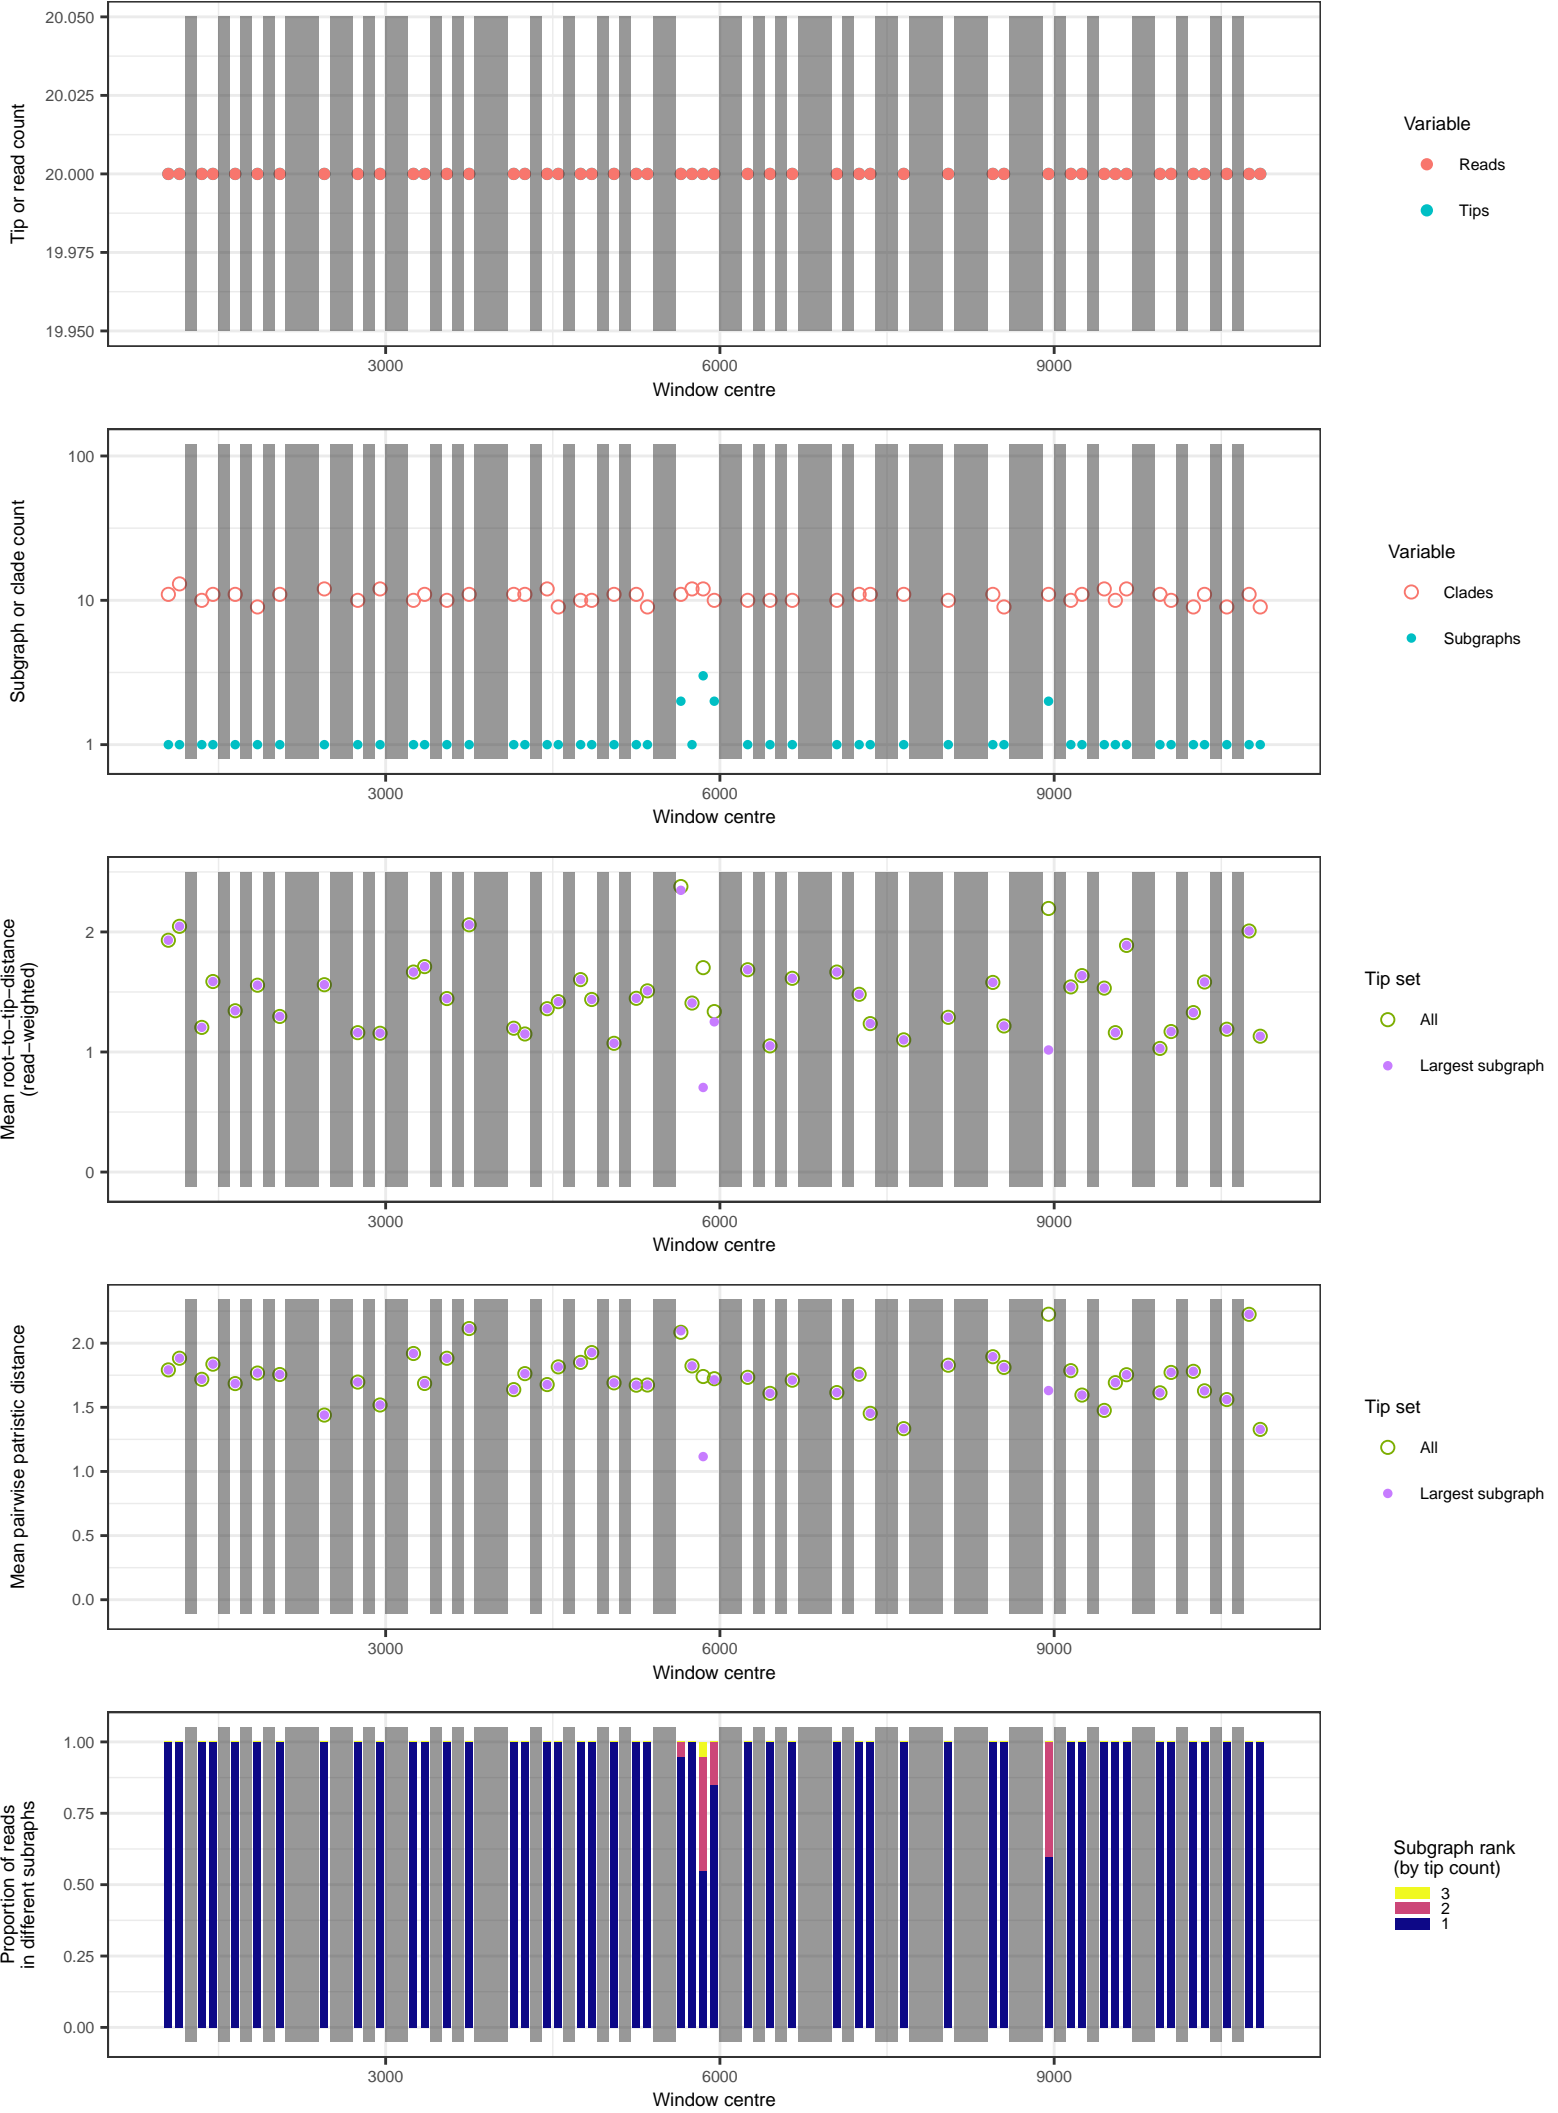 20.050
20.025
20.000
19.975
19.950
Tip or read count
3000
6000
9000
Window centre
Variable
Reads
Tips
100
10
1
Subgraph or clade count
3000
6000
9000
Window centre
Variable
Clades
Subgraphs
2
1
0
Mean root−to−tip−distance
(read−weighted)
3000
6000
9000
Window centre
Tip set
All
Largest subgraph
2.0
1.5
1.0
0.5
0.0
Mean pairwise patristic distance
3000
6000
9000
Window centre
Tip set
All
Largest subgraph
1.00
0.75
0.50
0.25
0.00
Proportion of reads
in different subraphs
3000
6000
9000
Window centre
Subgraph rank
(by tip count)
3
2
1